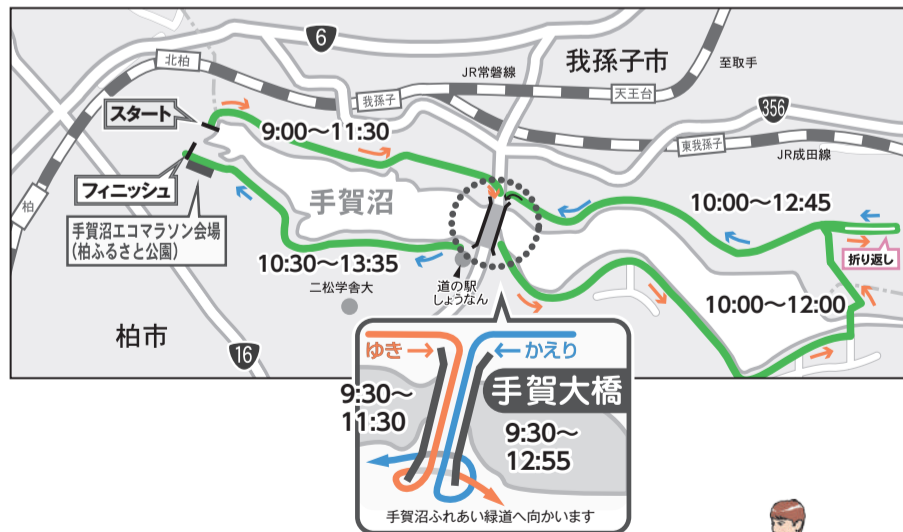 6
我孫子市
至取手
北柏
JR常磐線
我孫子
天王台
スタート
9:00～11:30
356
東我孫子
JR成田線
フィニッシュ
柏
手賀沼
10:00～12:45
手賀沼エコマラソン会場
(柏ふるさと公園)
折り返し
10:30～13:35
道の駅
しょうなん
二松学舎大
10:00～12:00
柏市
16
ゆき
かえり
9:30～
11:30
手賀大橋
9:30～
12:55
手賀沼ふれあい緑道へ向かいます